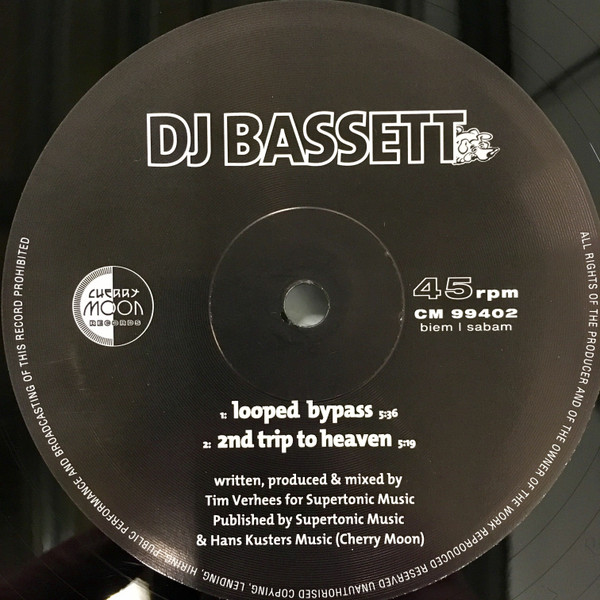 DJ BASSETT
CHERRY
MOON
RECORDS
45 rpm
CM 99402
biem | sabam
1: looped bypass 5:36
2: 2nd trip to heaven 5:19
written, produced & mixed by
Tim Verhees for Supertonic Music
Published by Supertonic Music
& Hans Kusters Music (Cherry Moon)
ALL RIGHTS OF THE PRODUCER AND OF THE OWNER OF THE WORK REPRODUCED RESERVED UNAUTHORISED COPYING, LENDING, HIRING, PUBLIC PERFORMANCE AND BROADCASTING OF THIS RECORD PROHIBITED